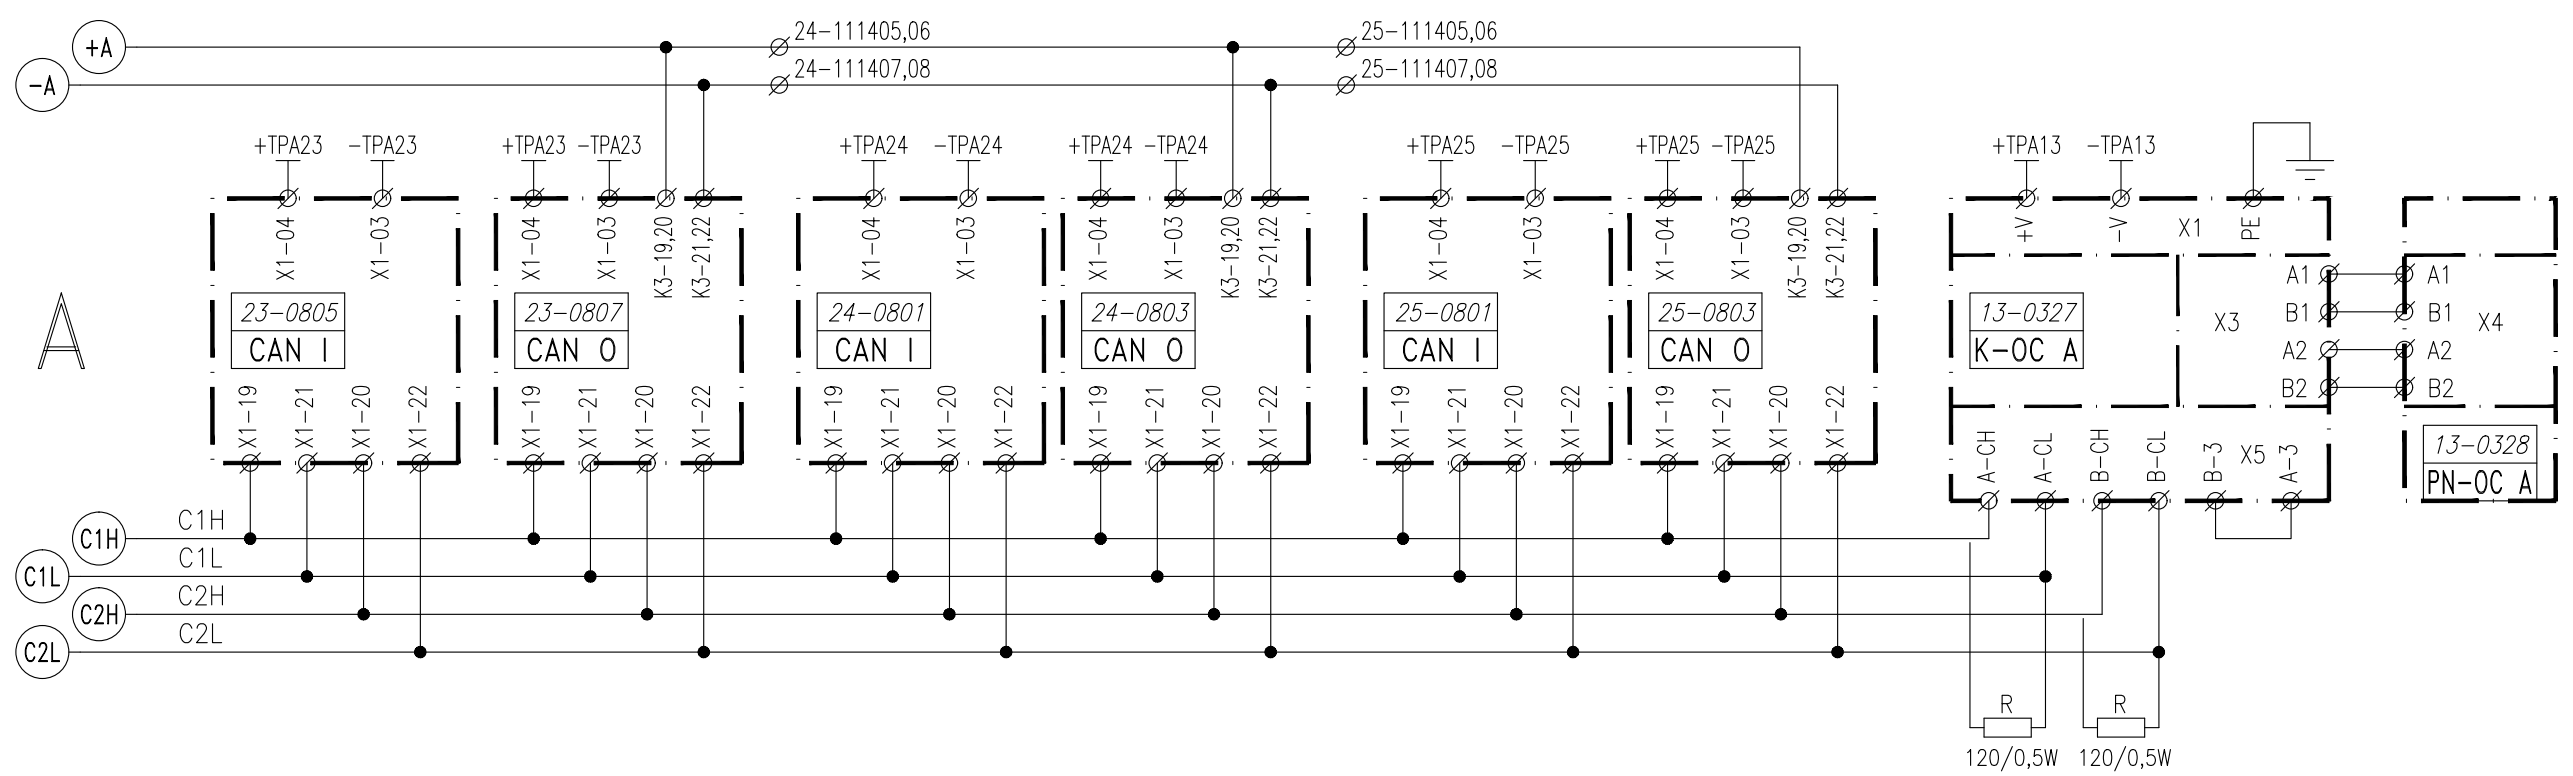 +A
24-111405,06
25-111405,06
-A
24-111407,08
25-111407,08
+TPA23 -TPA23 +TPA23 -TPA23 +TPA24 -TPA24 +TPA24 -TPA24 +TPA25 -TPA25 +TPA25 -TPA25 +TPA13 -TPA13
X1-04 X1-03 X1-04 X1-03 K3-19,20 K3-21,22 X1-04 X1-03 X1-04 X1-03 K3-19,20 K3-21,22 X1-04 X1-03 X1-04 X1-03 K3-19,20 K3-21,22 +V -V X1 PE
A1 A1
A
23-0805 23-0807 24-0801 24-0803 25-0801 25-0803 13-0327
B1 B1
X3 X4
CAN I CAN O CAN I CAN O CAN I CAN O K-OC A
A2 A2
B2 B2
X1-19 X1-21 X1-20 X1-22 X1-19 X1-21 X1-20 X1-22 X1-19 X1-21 X1-20 X1-22 X1-19 X1-21 X1-20 X1-22 X1-19 X1-21 X1-20 X1-22 X1-19 X1-21 X1-20 X1-22
A-CH A-CL B-CH B-CL B-3 X5 A-3
13-0328
PN-OC A
C1H C1H
C1L C1L
C2H C2H
C2L C2L
R R
120/0,5W 120/0,5W